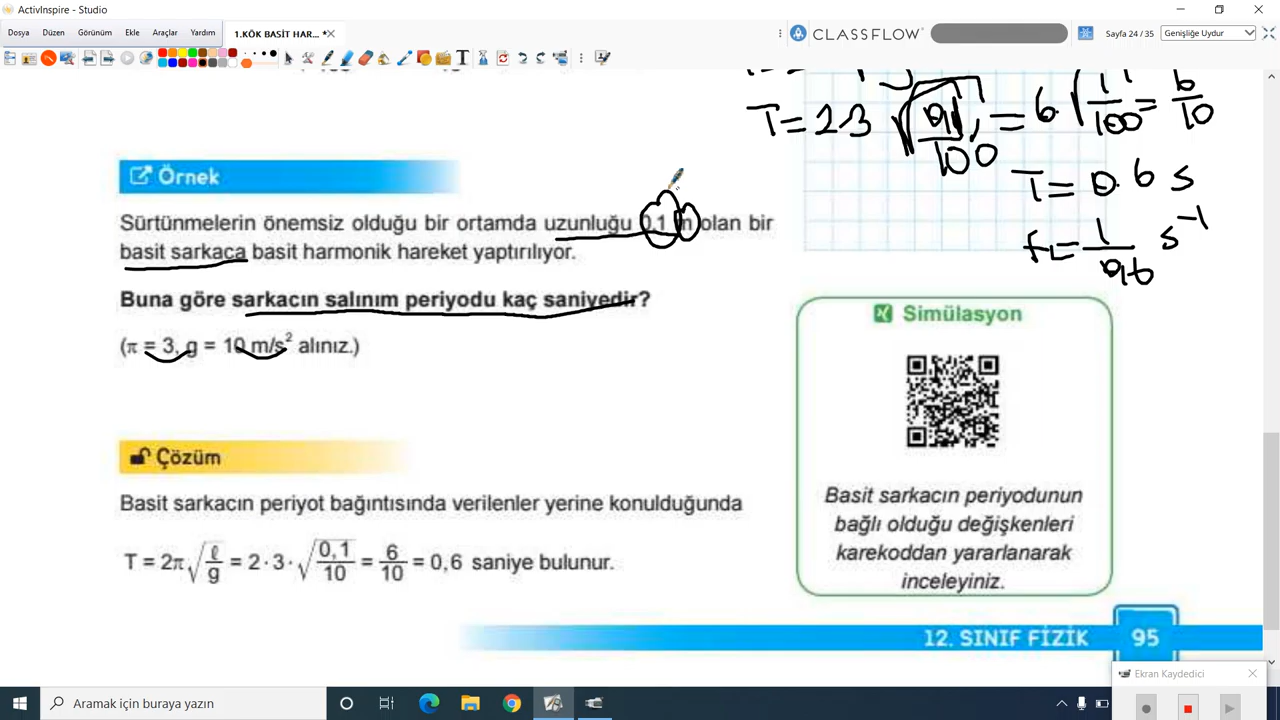 ActivInspire - Studio
Dosya Düzen Görünüm Ekle Araçlar Yardım
1.KÖK BASİT HAR...
CLASSFLOW
Sayfa 24 / 35
Genişliğe Uydur
T = 2.3
100
= 6.
100
=
6
10
T = 0.6 s
1
s⁻¹
Örnek
Sürtünmelerin önemsiz olduğu bir ortamda uzunluğu 0,1 m olan bir
basit sarkaca basit harmonik hareket yaptırılıyor.
Buna göre sarkacın salınım periyodu kaç saniyedir?
(π = 3, g = 10 m/s² alınız.)
Çözüm
Basit sarkacın periyot bağıntısında verilenler yerine konulduğunda
T = 2π√(ℓ/g) = 2 · 3 · √(0,1/10) = 6/10 = 0,6 saniye bulunur.
Simülasyon
Basit sarkacın periyodunun
bağlı olduğu değişkenleri
karekoddan yararlanarak
inceleyiniz.
12. SINIF FİZİK 95
Ekran Kaydedici
Aramak için buraya yazın